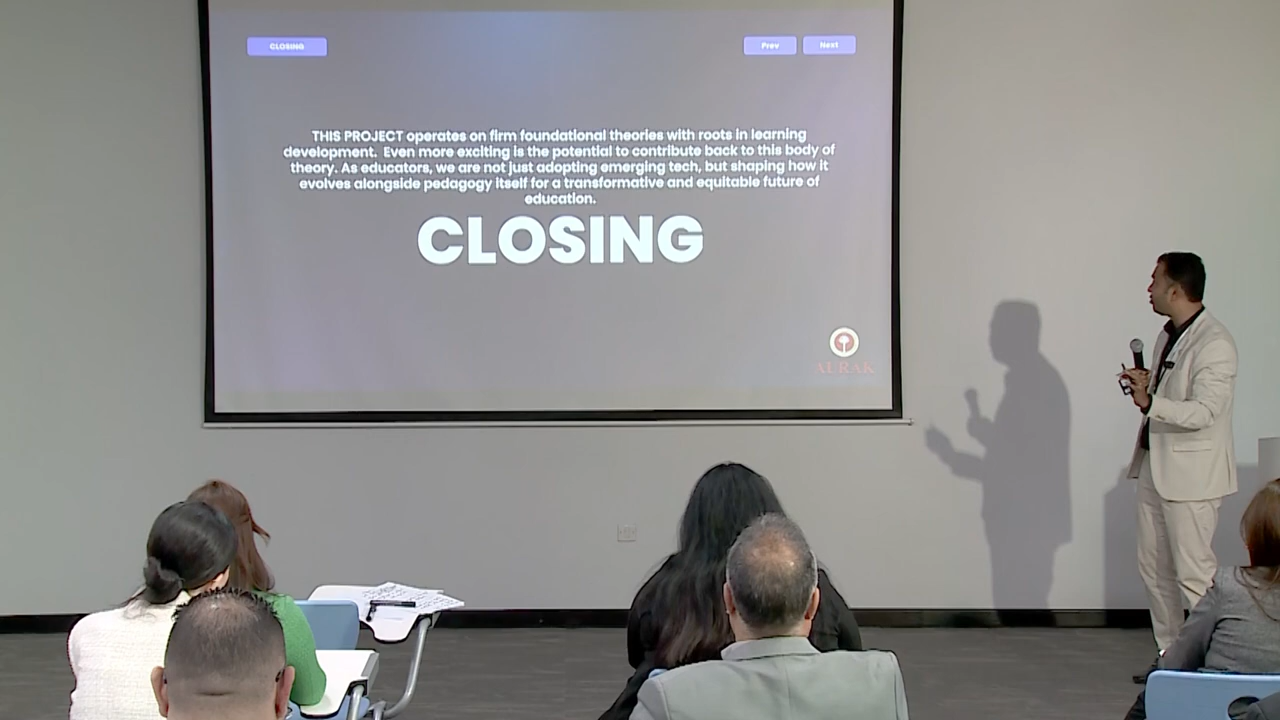 CLOSING
Prev
Next
THIS PROJECT operates on firm foundational theories with roots in learning
development. Even more exciting is the potential to contribute back to this body of
theory. As educators, we are not just adopting emerging tech, but shaping how it
evolves alongside pedagogy itself for a transformative and equitable future of
education.
CLOSING
AURAK